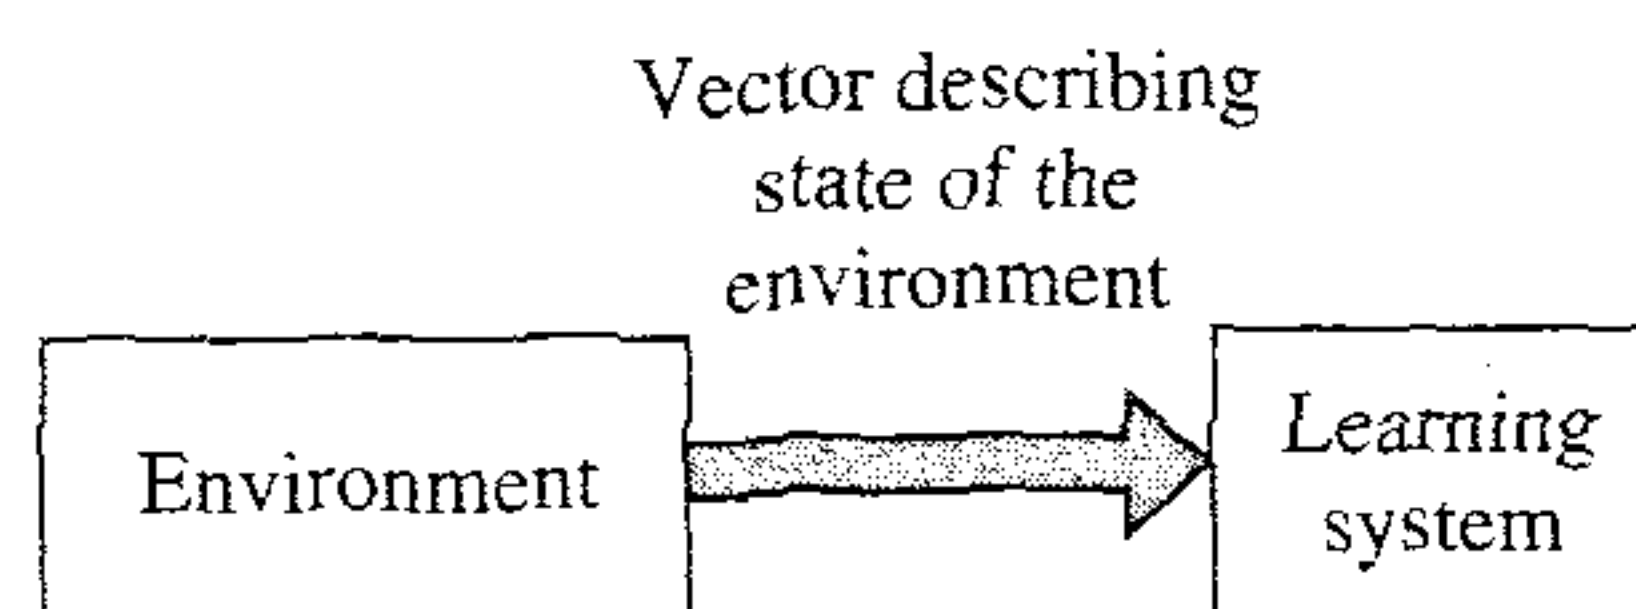 Vector describing
state of the
environment
Environment
Learning
system